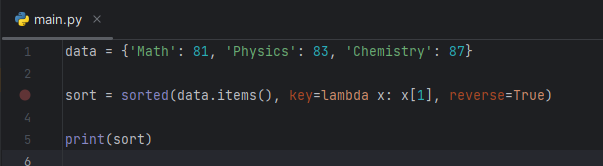 main.py ×
1 data = {'Math': 81, 'Physics': 83, 'Chemistry': 87}
2
sort = sorted(data.items(), key=lambda x: x[1], reverse=True)
4
5 print(sort)
6